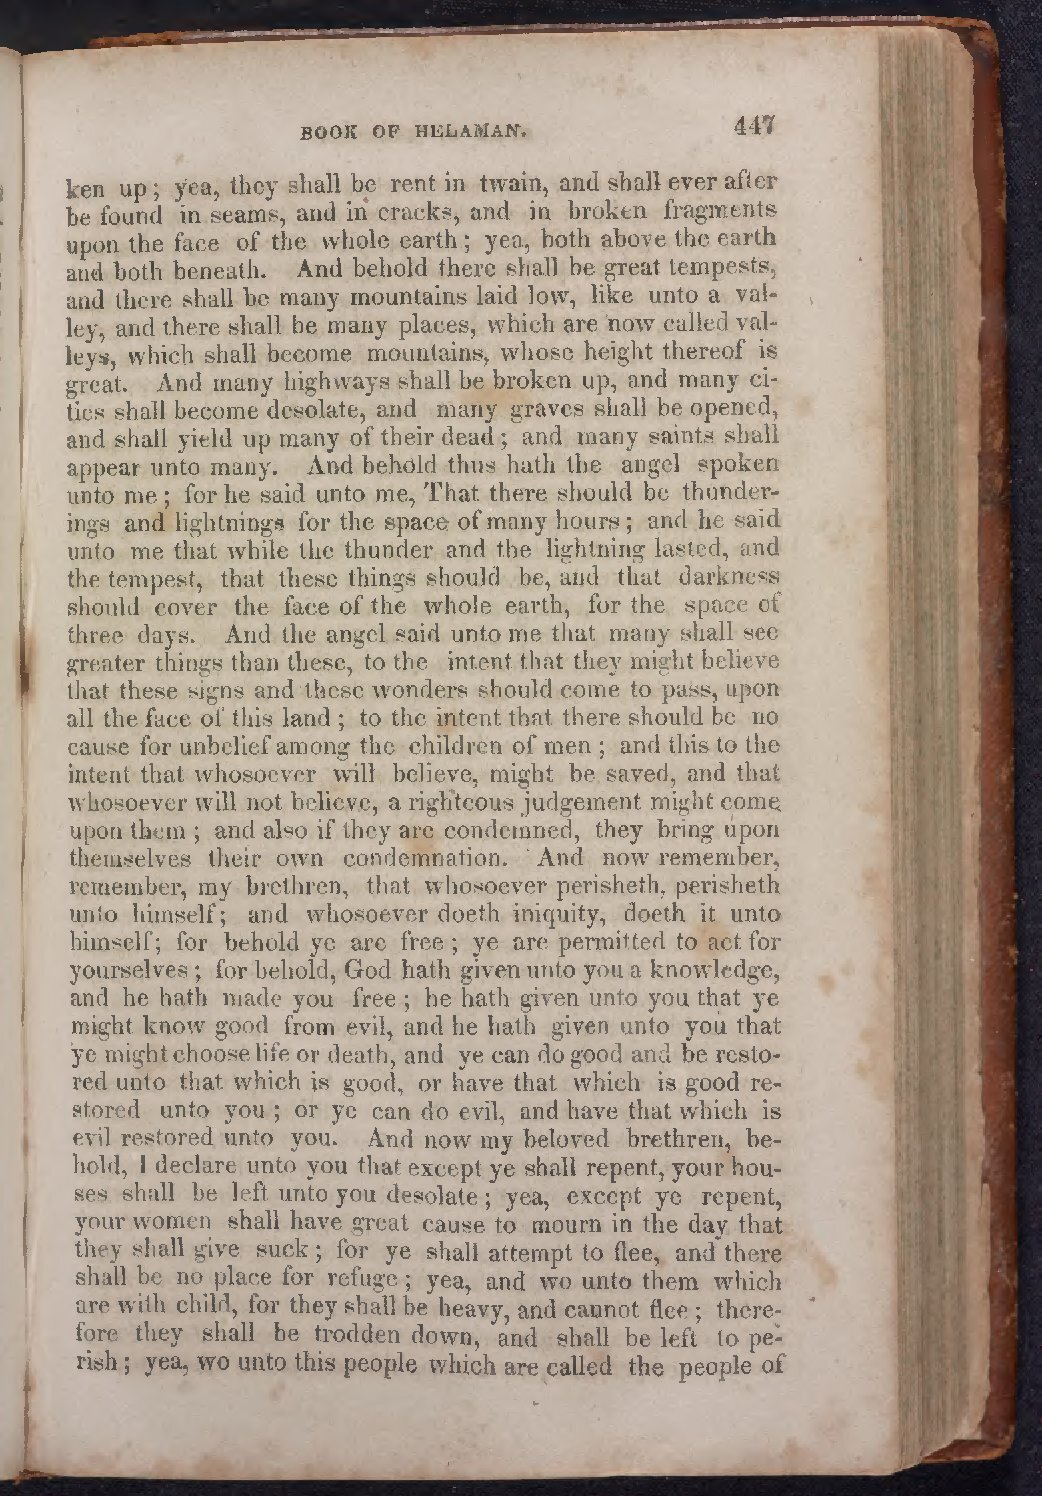 BOOK OF HELAMAN. 447
ken up; yea, they shall be rent in twain, and shall ever after
be found in seams, and in cracks, and in broken fragments
upon the face of the whole earth; yea, both above the earth
and both beneath. And behold there shall be great tempests,
and there shall be many mountains laid low, like unto a val-
ley, and there shall be many places, which are now called val-
leys, which shall become mountains, whose height thereof is
great. And many highways shall be broken up, and many ci-
ties shall become desolate, and many graves shall be opened,
and shall yield up many of their dead; and many saints shall
appear unto many. And behold thus hath the angel spoken
unto me; for he said unto me, That there should be thunder-
ings and lightnings for the space of many hours; and he said
unto me that while the thunder and the lightning lasted, and
the tempest, that these things should be, and that darkness
should cover the face of the whole earth, for the space of
three days. And the angel said unto me that many shall see
greater things than these, to the intent that they might believe
that these signs and these wonders should come to pass, upon
all the face of this land; to the intent that there should be no
cause for unbelief among the children of men; and this to the
intent that whosoever will believe, might be saved, and that
whosoever will not believe, a righteous judgement might come
upon them; and also if they are condemned, they bring upon
themselves their own condemnation. And now remember,
remember, my brethren, that whosoever perisheth, perisheth
unto himself; and whosoever doeth iniquity, doeth it unto
himself; for behold ye are free; ye are permitted to act for
yourselves; for behold, God hath given unto you a knowledge,
and he hath made you free; he hath given unto you that ye
might know good from evil, and he hath given unto you that
ye might choose life or death, and ye can do good and be resto-
red unto that which is good, or have that which is good re-
stored unto you; or ye can do evil, and have that which is
evil restored unto you. And now my beloved brethren, be-
hold, I declare unto you that except ye shall repent, your hou-
ses shall be left unto you desolate; yea, except ye repent,
your women shall have great cause to mourn in the day that
they shall give suck; for ye shall attempt to flee, and there
shall be no place for refuge; yea, and wo unto them which
are with child, for they shall be heavy, and cannot flee; there-
fore they shall be trodden down, and shall be left to pe-
rish; yea, wo unto this people which are called the people of